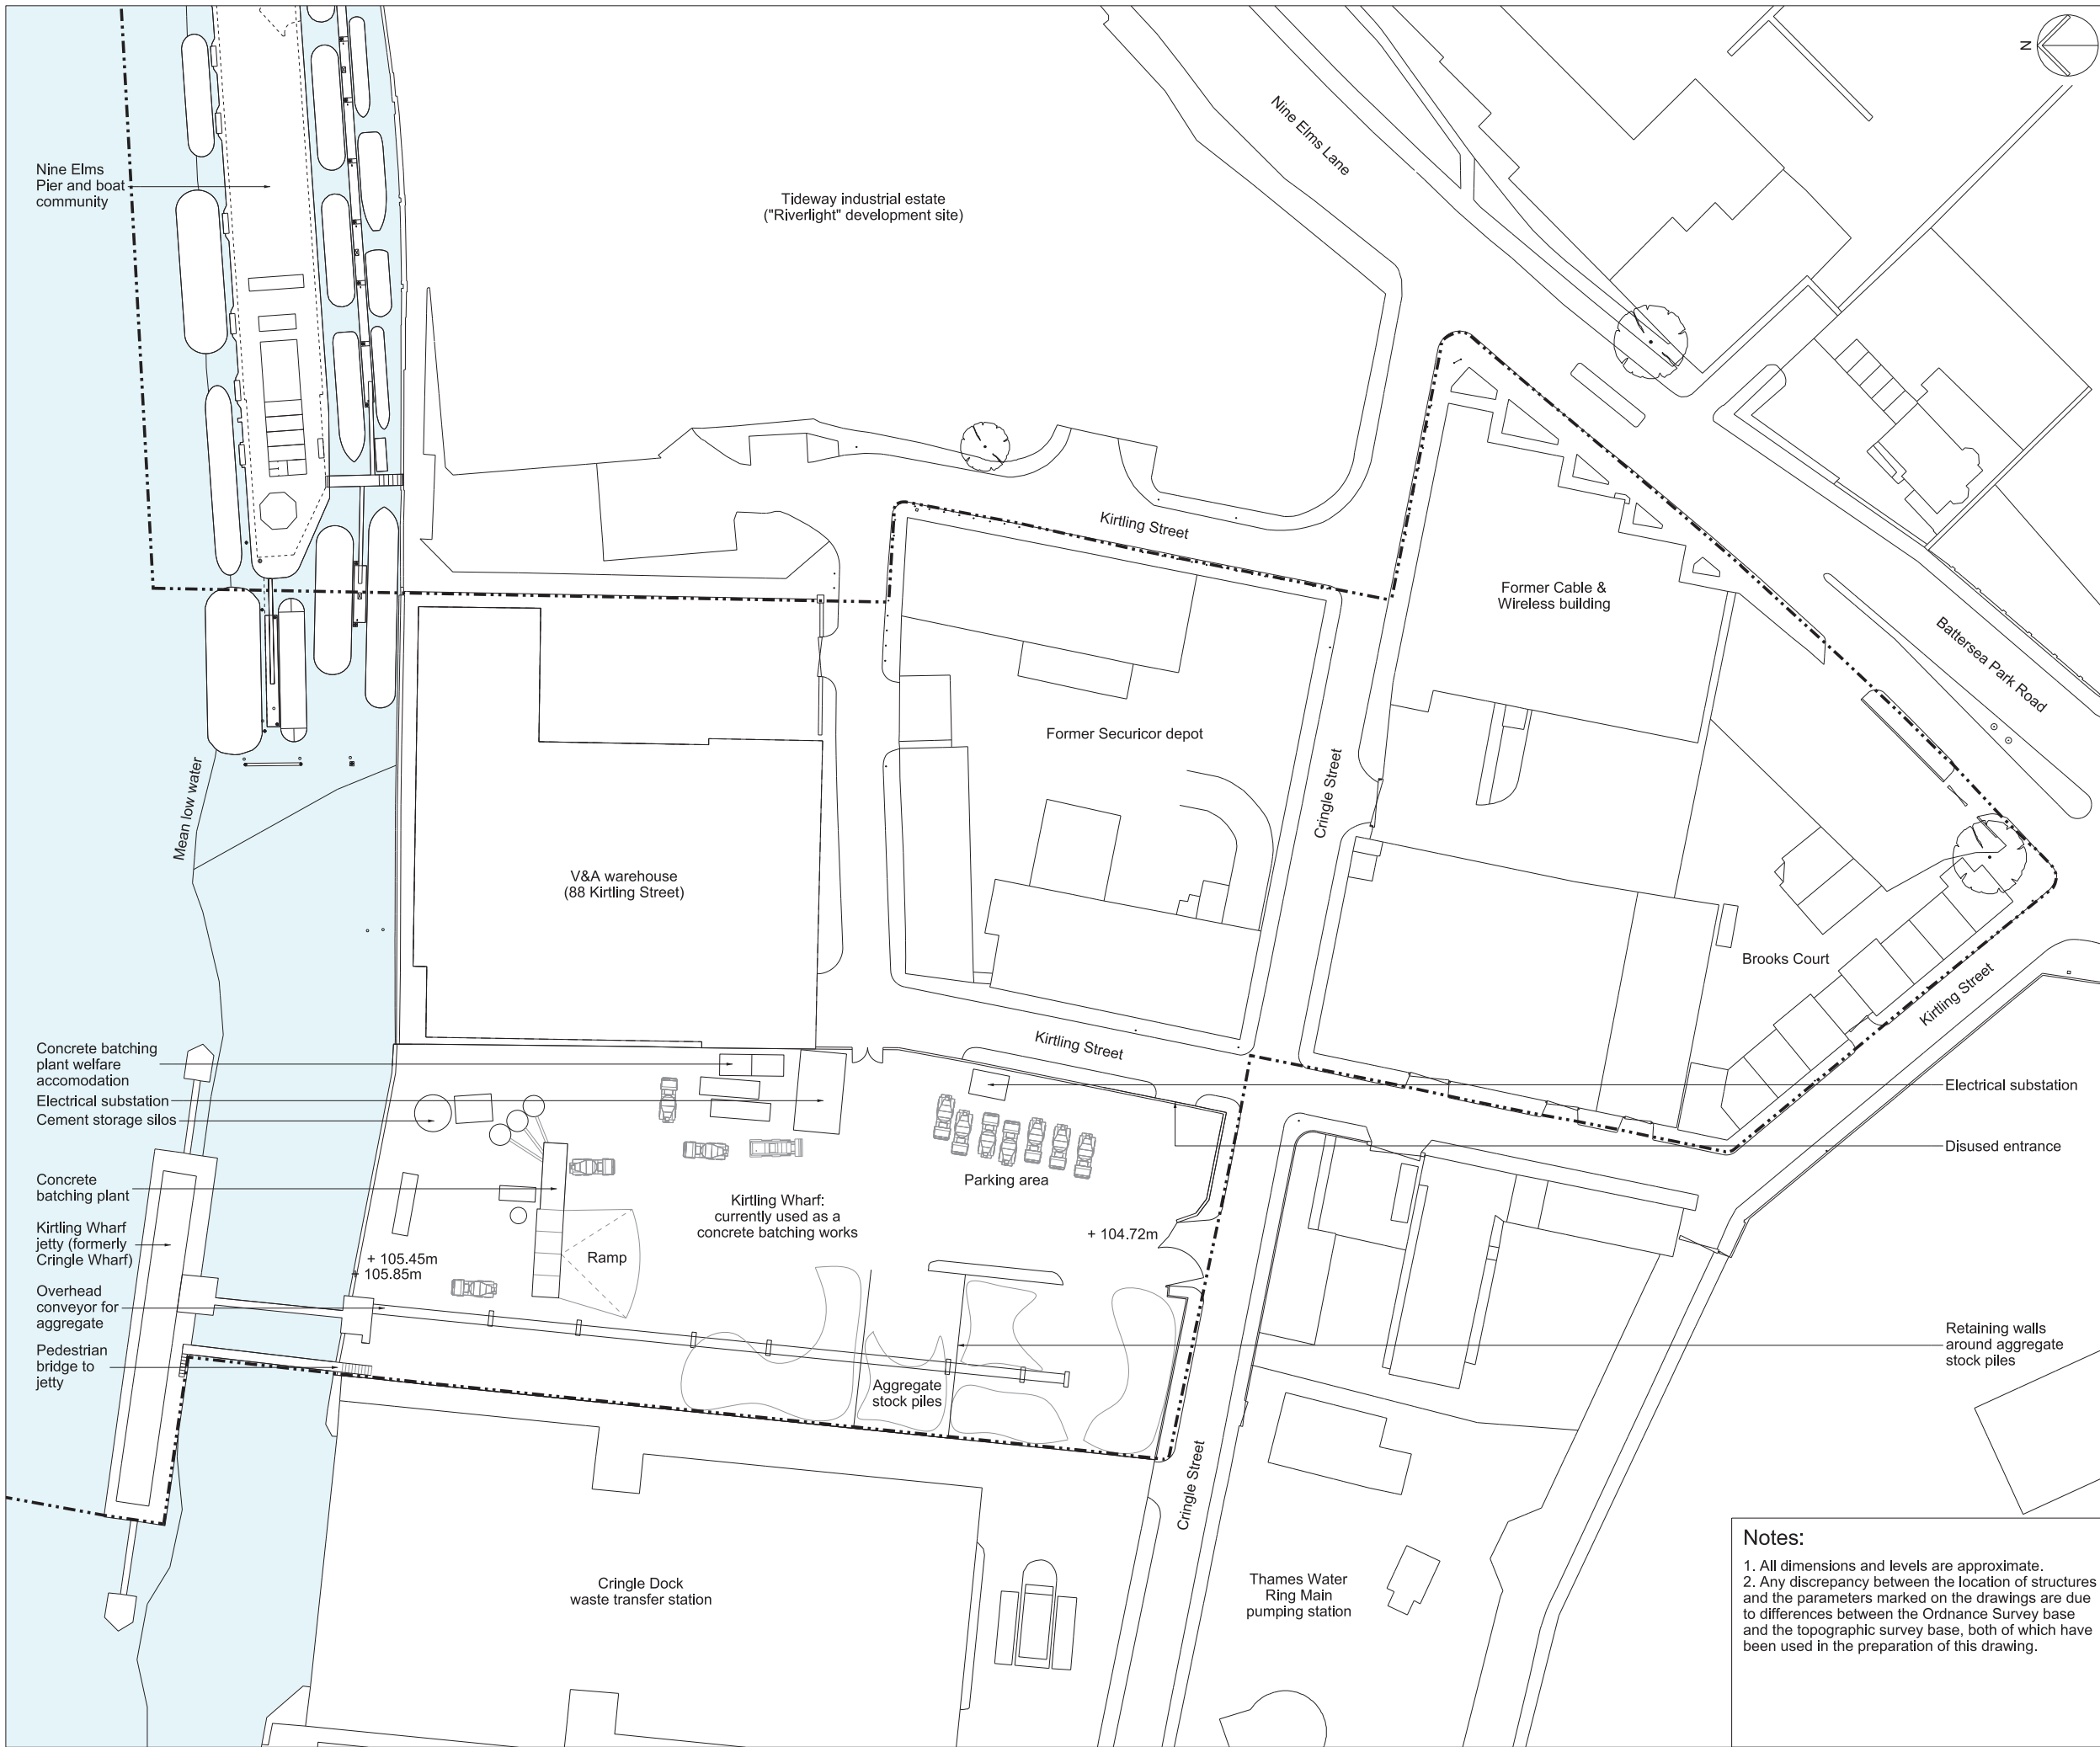 N
Nine Elms Lane
Nine Elms
Pier and boat
community
Tideway industrial estate
("Riverlight" development site)
Kirtling Street
Former Cable &
Wireless building
Battersea Park Road
Former Securicor depot
Cringle Street
Mean low water
V&A warehouse
(88 Kirtling Street)
Brooks Court
Kirtling Street
Kirtling Street
Concrete batching
plant welfare
accomodation
Electrical substation
Cement storage silos
Electrical substation
Disused entrance
Concrete
batching plant
Parking area
Kirtling Wharf:
currently used as a
concrete batching works
Kirtling Wharf
jetty (formerly
Cringle Wharf)
+ 104.72m
Ramp
+ 105.45m
+ 105.85m
Overhead
conveyor for
aggregate
Pedestrian
bridge to
jetty
Retaining walls
around aggregate
stock piles
Aggregate
stock piles
Cringle Street
Cringle Dock
waste transfer station
Thames Water
Ring Main
pumping station
Notes:
1. All dimensions and levels are approximate.
2. Any discrepancy between the location of structures
and the parameters marked on the drawings are due
to differences between the Ordnance Survey base
and the topographic survey base, both of which have
been used in the preparation of this drawing.